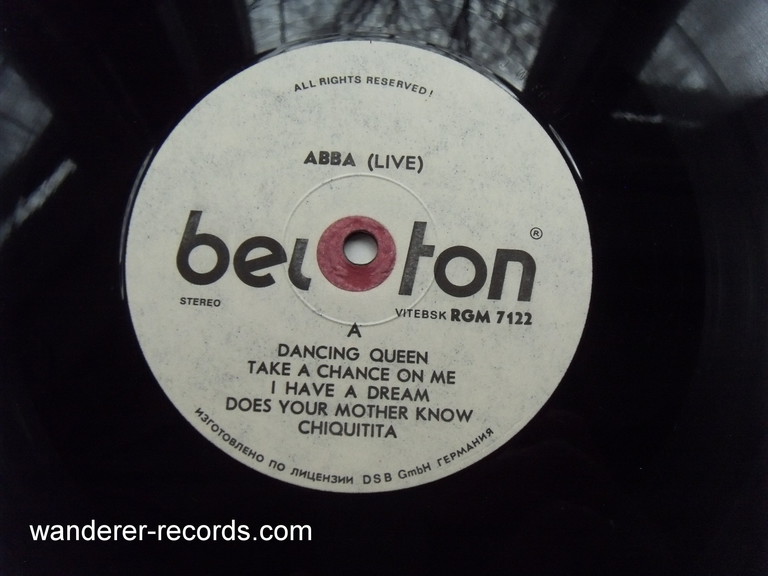 ALL RIGHTS RESERVED!
ABBA (LIVE)
beloton ®
STEREO
VITEBSK RGM 7122
A
DANCING QUEEN
TAKE A CHANCE ON ME
I HAVE A DREAM
DOES YOUR MOTHER KNOW
CHIQUITITA
ИЗГОТОВЛЕНО ПО ЛИЦЕНЗИИ DSB GmbH ГЕРМАНИЯ
wanderer-records.com